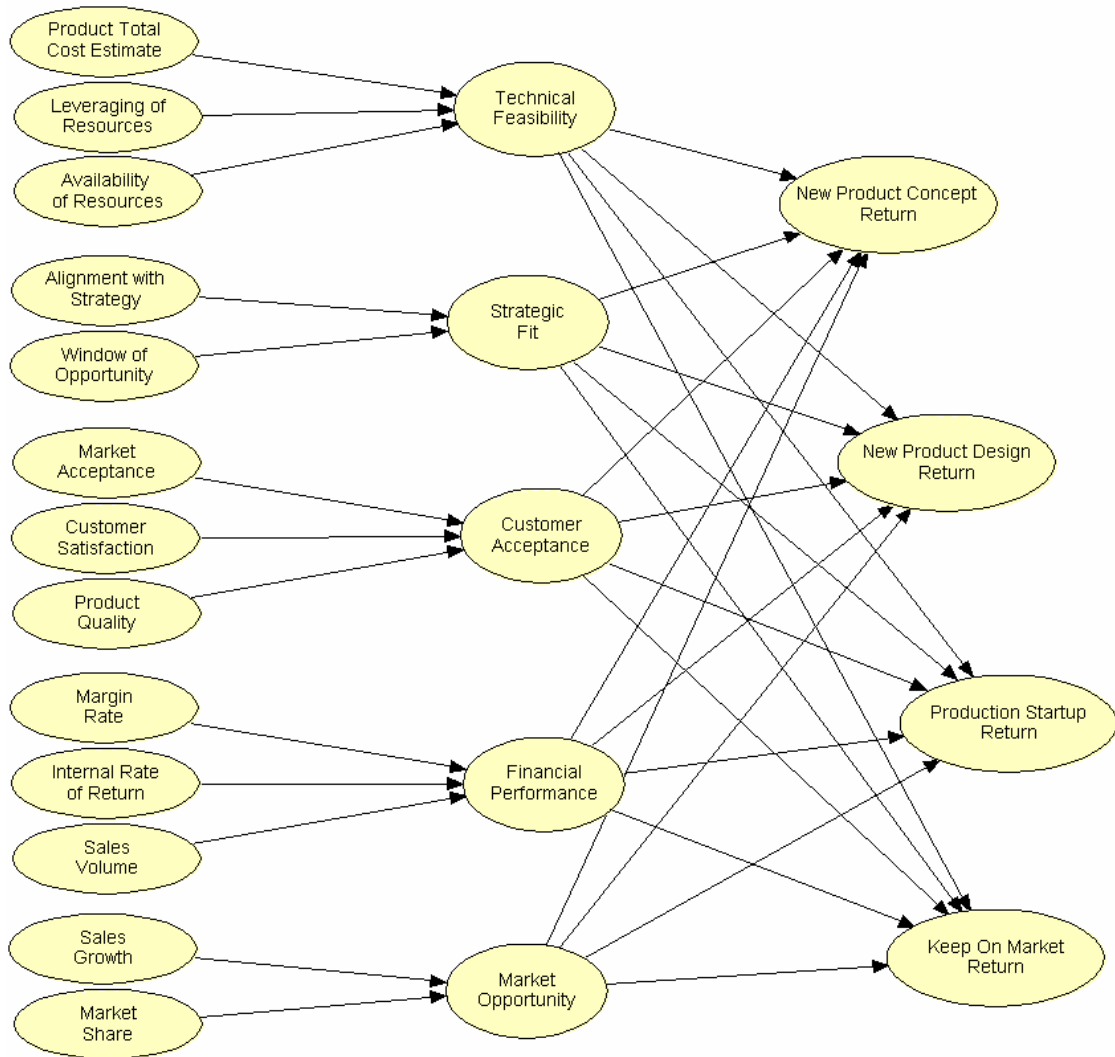 Product Total
Cost Estimate
Leveraging of
Resources
Availability
of Resources
Technical
Feasibility
New Product Concept
Return
Alignment with
Strategy
Window of
Opportunity
Strategic
Fit
New Product Design
Return
Market
Acceptance
Customer
Satisfaction
Product
Quality
Customer
Acceptance
Production Startup
Return
Margin
Rate
Internal Rate
of Return
Sales
Volume
Financial
Performance
Keep On Market
Return
Sales
Growth
Market
Share
Market
Opportunity